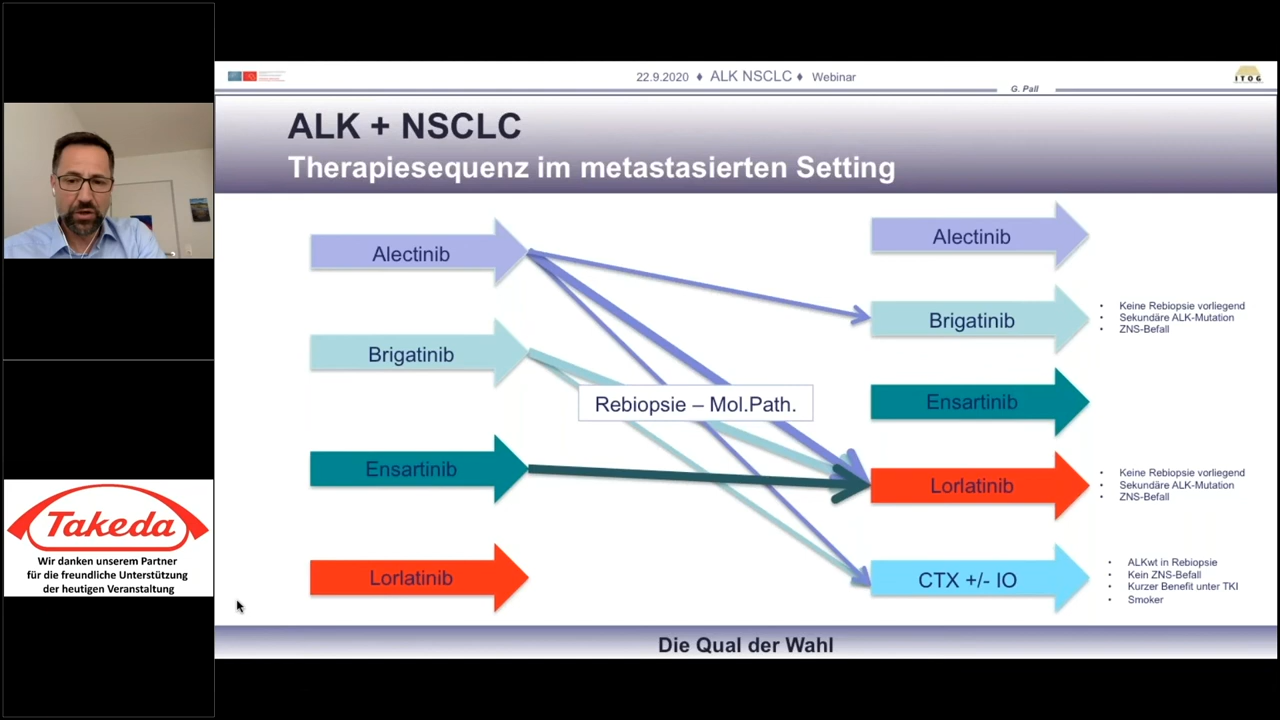 22.9.2020 ♦ ALK NSCLC ♦ Webinar
G. Pall
ITOG
ALK + NSCLC
Therapiesequenz im metastasierten Setting
Alectinib
Brigatinib
Ensartinib
Lorlatinib
Rebiopsie – Mol.Path.
Alectinib
Brigatinib
• Keine Rebiopsie vorliegend
• Sekundäre ALK-Mutation
• ZNS-Befall
Ensartinib
Lorlatinib
• Keine Rebiopsie vorliegend
• Sekundäre ALK-Mutation
• ZNS-Befall
CTX +/- IO
• ALKwt in Rebiopsie
• Kein ZNS-Befall
• Kurzer Benefit unter TKI
• Smoker
Die Qual der Wahl
Takeda
Wir danken unserem Partner
für die freundliche Unterstützung
der heutigen Veranstaltung